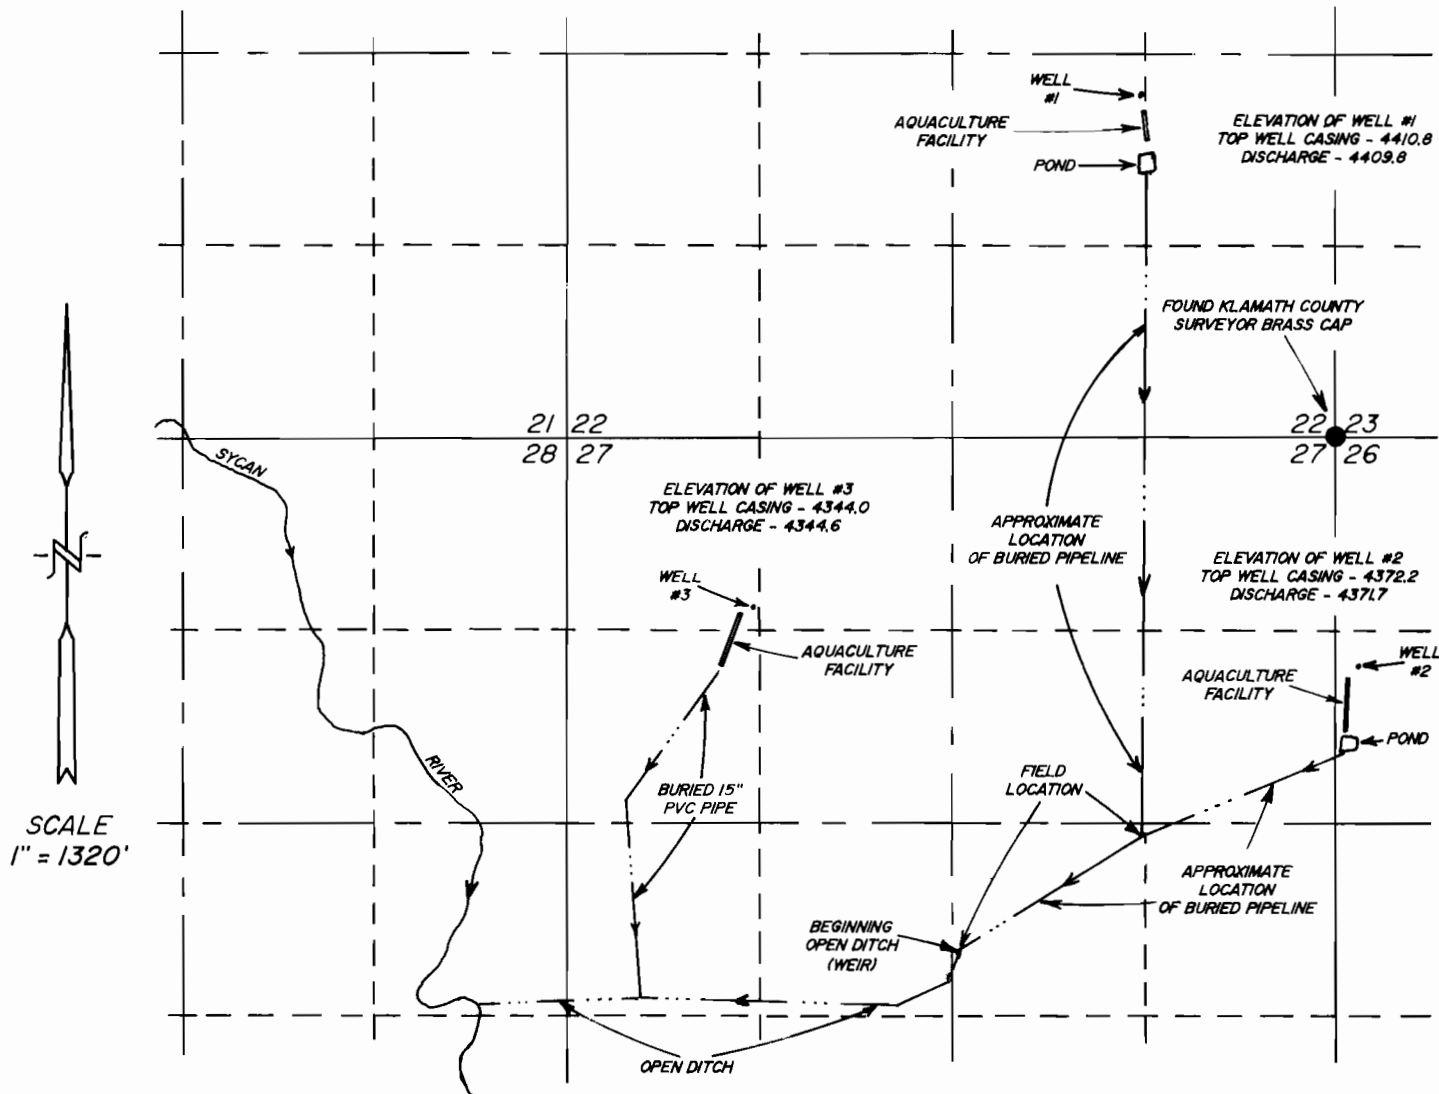 WELL
#1
AQUACULTURE
FACILITY
POND
ELEVATION OF WELL #1
TOP WELL CASING - 4410.8
DISCHARGE - 4409.8
FOUND KLAMATH COUNTY
SURVEYOR BRASS CAP
21 22
28 27
22 23
27 26
SYCAN
RIVER
ELEVATION OF WELL #3
TOP WELL CASING - 4344.0
DISCHARGE - 4344.6
APPROXIMATE
LOCATION
OF BURIED PIPELINE
ELEVATION OF WELL #2
TOP WELL CASING - 4372.2
DISCHARGE - 4371.7
WELL
#3
AQUACULTURE
FACILITY
WELL
#2
AQUACULTURE
FACILITY
POND
N
SCALE
1" = 1320'
BURIED 15"
PVC PIPE
FIELD
LOCATION
APPROXIMATE
LOCATION
OF BURIED PIPELINE
BEGINNING
OPEN DITCH
(WEIR)
OPEN DITCH